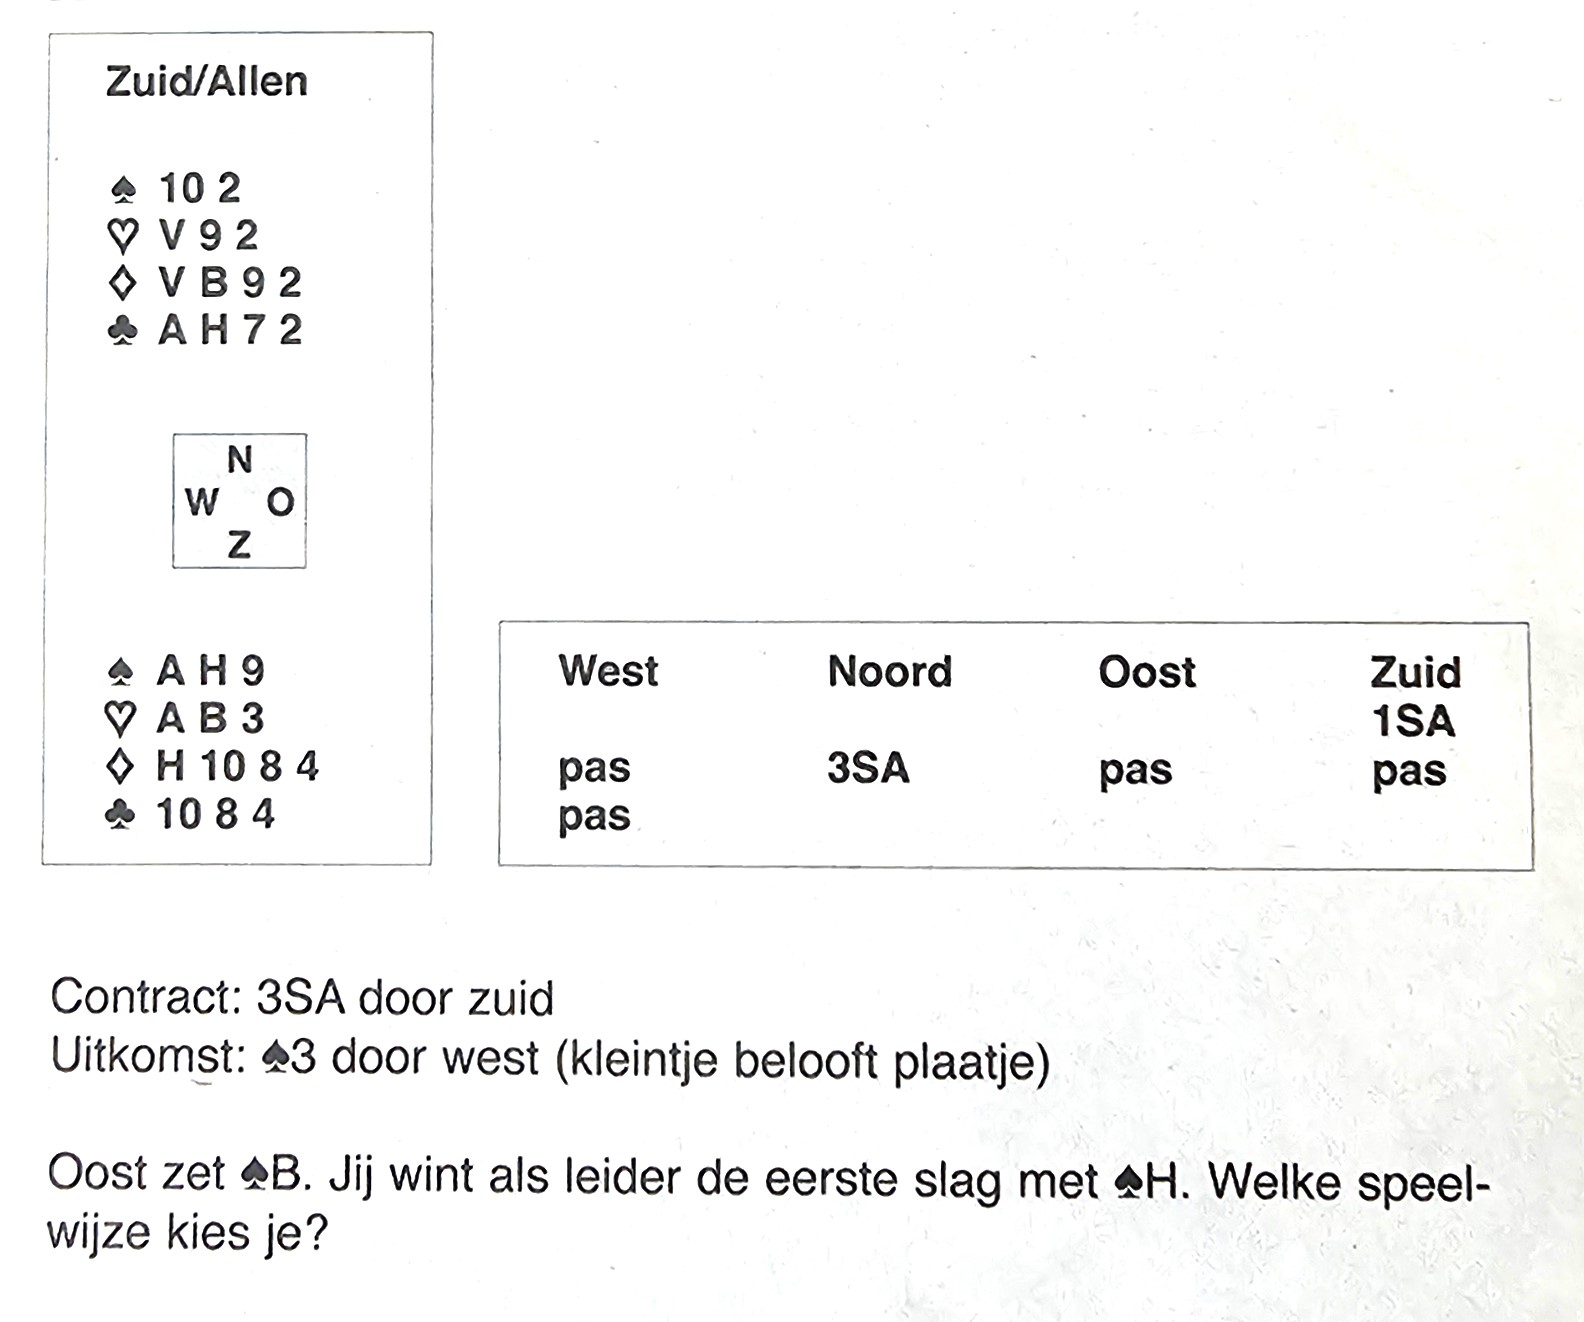 Zuid/Allen
♠ 10 2
♡ V 9 2
♢ V B 9 2
♣ A H 7 2
N
W O
Z
♠ A H 9
♡ A B 3
♢ H 10 8 4
♣ 10 8 4
West Noord Oost Zuid
1SA
pas 3SA pas pas
pas
Contract: 3SA door zuid
Uitkomst: ♠3 door west (kleintje belooft plaatje)
Oost zet ♠B. Jij wint als leider de eerste slag met ♠H. Welke speel-
wijze kies je?